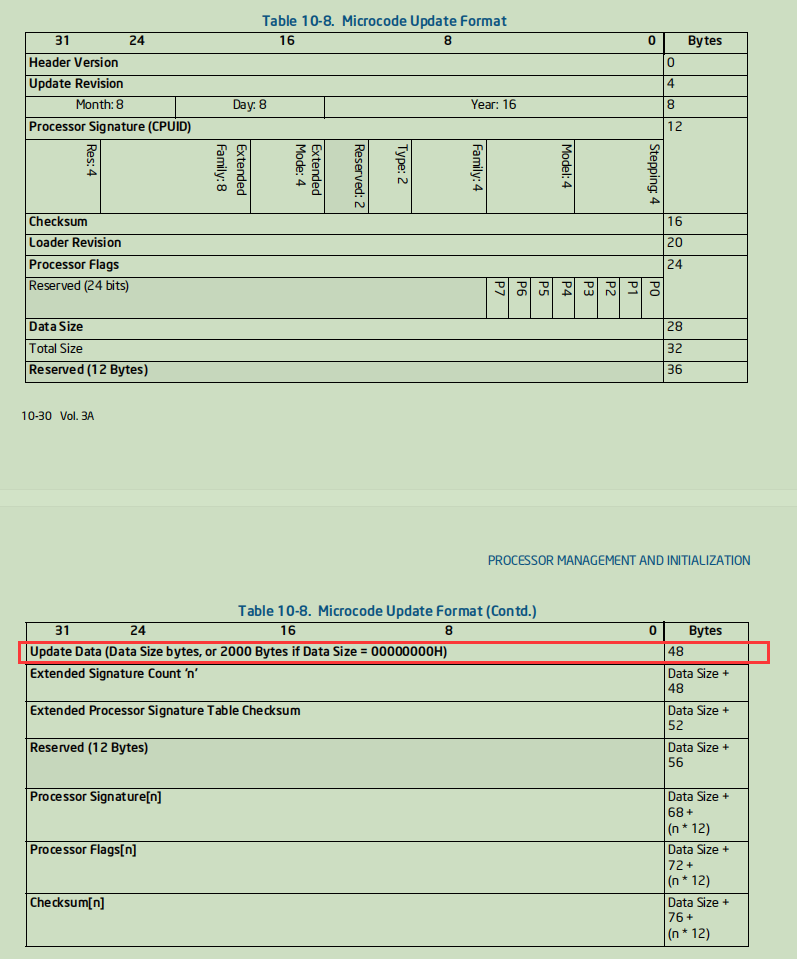 Table 10-8. Microcode Update Format
31 24 16 8 0 Bytes
Header Version 0
Update Revision 4
Month: 8 Day: 8 Year: 16 8
Processor Signature (CPUID) 12
Res: 4 Extended Family: 8 Extended Mode: 4 Reserved: 2 Type: 2 Family: 4 Model: 4 Stepping: 4
Checksum 16
Loader Revision 20
Processor Flags 24
Reserved (24 bits) P7 P6 P5 P4 P3 P2 P1 P0
Data Size 28
Total Size 32
Reserved (12 Bytes) 36
10-30 Vol. 3A
PROCESSOR MANAGEMENT AND INITIALIZATION
Table 10-8. Microcode Update Format (Contd.)
31 24 16 8 0 Bytes
Update Data (Data Size bytes, or 2000 Bytes if Data Size = 00000000H) 48
Extended Signature Count ‘n’ Data Size +
48
Extended Processor Signature Table Checksum Data Size +
52
Reserved (12 Bytes) Data Size +
56
Processor Signature[n] Data Size +
68 +
(n * 12)
Processor Flags[n] Data Size +
72 +
(n * 12)
Checksum[n] Data Size +
76 +
(n * 12)